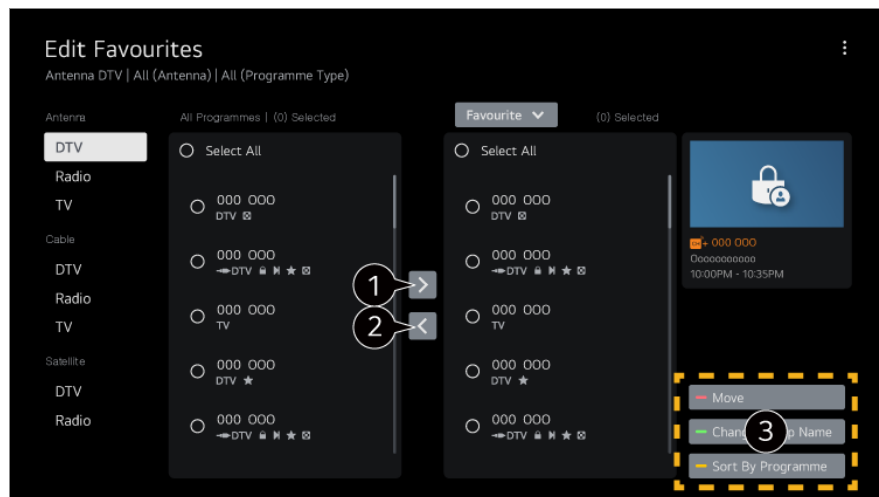 Edit Favourites
Antenna DTV | All (Antenna) | All (Programme Type)
Antenna
DTV
Radio
TV
Cable
DTV
Radio
TV
Satellite
DTV
Radio
All Programmes | (0) Selected
Select All
000 000
DTV
000 000
DTV
000 000
TV
000 000
DTV
000 000
DTV
1
2
Favourite
(0) Selected
Select All
000 000
DTV
000 000
DTV
000 000
TV
000 000
DTV
000 000
DTV
+ 000 000
Ooooooooooo
10:00PM - 10:35PM
Move
3
Name
Sort By Programme